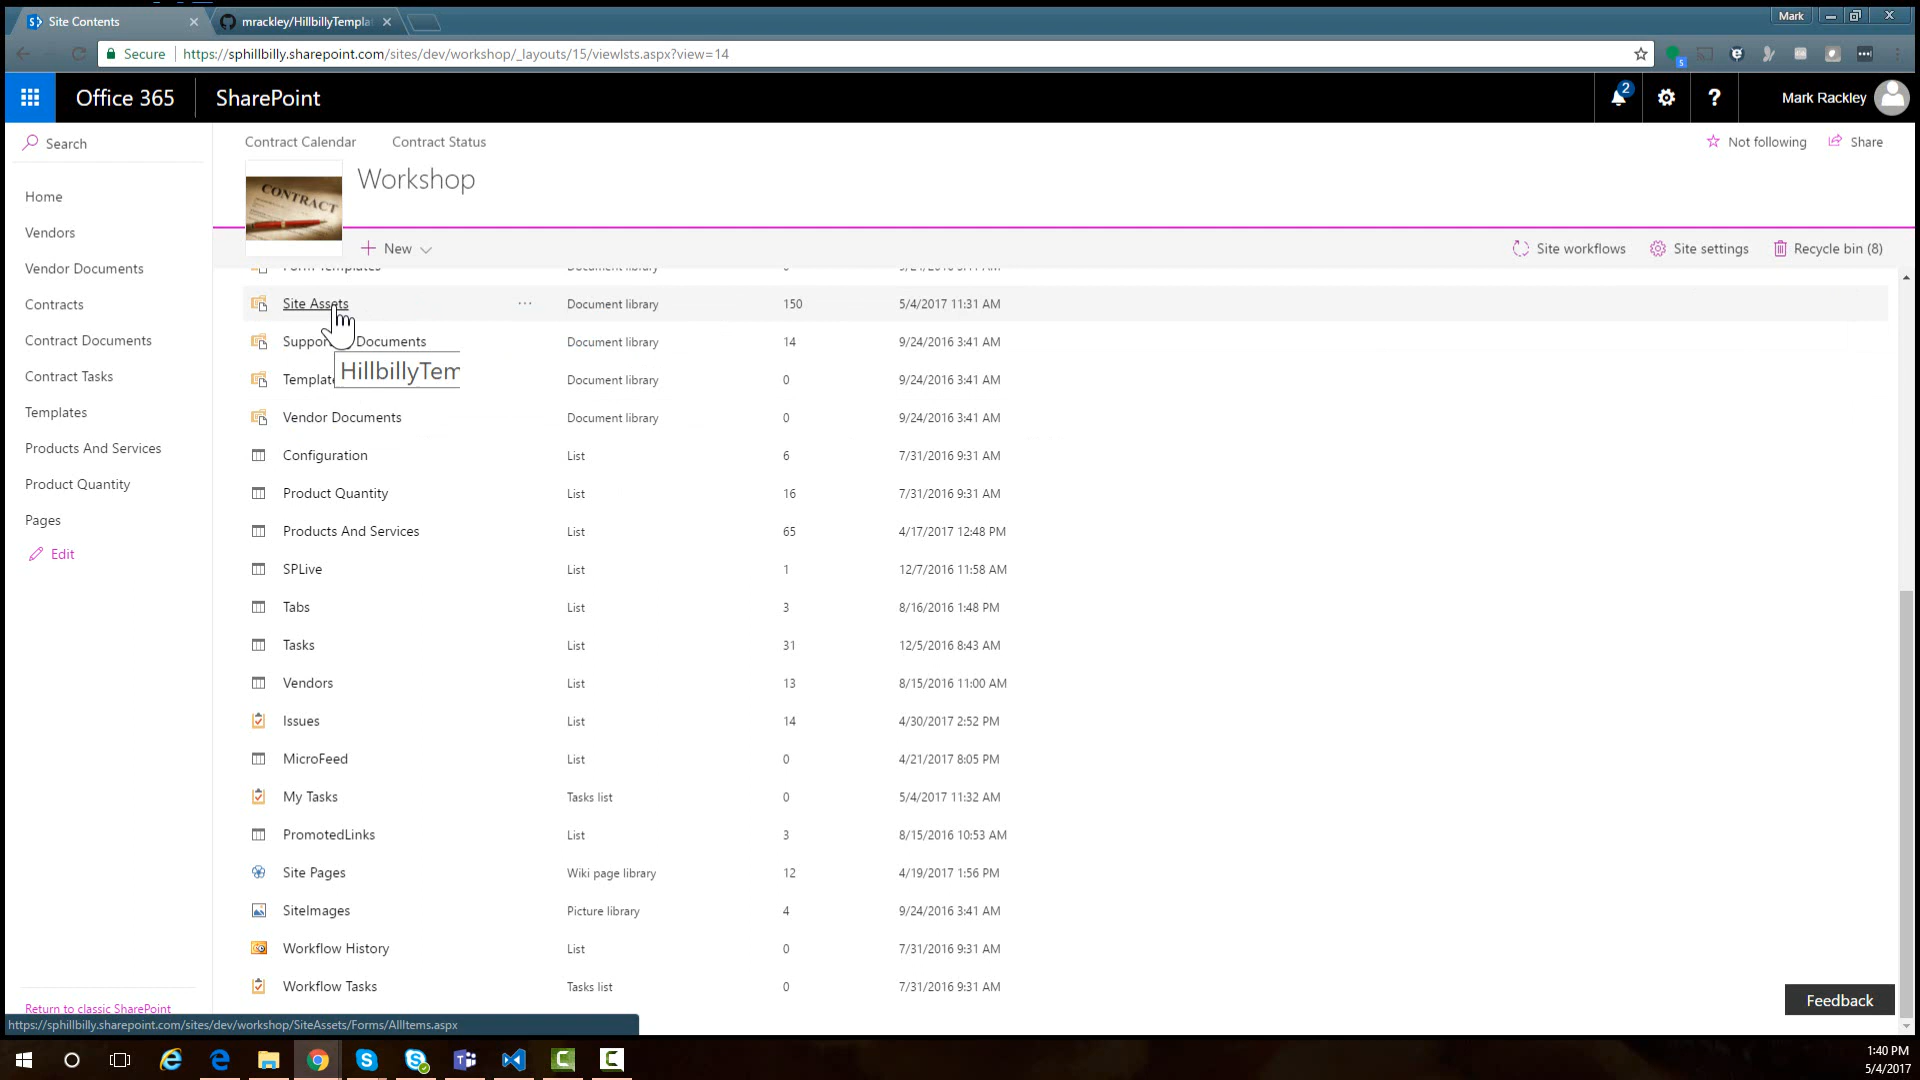 Site Contents
mrackley/HillbillyTempla
Mark
Secure
https://sphillbilly.sharepoint.com/sites/dev/workshop/_layouts/15/viewlsts.aspx?view=14
Office 365
SharePoint
2
Mark Rackley
Search
Home
Vendors
Vendor Documents
Contracts
Contract Documents
Contract Tasks
Templates
Products And Services
Product Quantity
Pages
Edit
Return to classic SharePoint
Contract Calendar
Contract Status
Not following
Share
CONTRACT
Workshop
New
Site workflows
Site settings
Recycle bin (8)
Form Templates Document library
Site Assets ··· Document library 150 5/4/2017 11:31 AM
Suppor Documents Document library 14 9/24/2016 3:41 AM
HillbillyTem
Template Document library 0 9/24/2016 3:41 AM
Vendor Documents Document library 0 9/24/2016 3:41 AM
Configuration List 6 7/31/2016 9:31 AM
Product Quantity List 16 7/31/2016 9:31 AM
Products And Services List 65 4/17/2017 12:48 PM
SPLive List 1 12/7/2016 11:58 AM
Tabs List 3 8/16/2016 1:48 PM
Tasks List 31 12/5/2016 8:43 AM
Vendors List 13 8/15/2016 11:00 AM
Issues List 14 4/30/2017 2:52 PM
MicroFeed List 0 4/21/2017 8:05 PM
My Tasks Tasks list 0 5/4/2017 11:32 AM
PromotedLinks List 3 8/15/2016 10:53 AM
Site Pages Wiki page library 12 4/19/2017 1:56 PM
SiteImages Picture library 4 9/24/2016 3:41 AM
Workflow History List 0 7/31/2016 9:31 AM
Workflow Tasks Tasks list 0 7/31/2016 9:31 AM
Feedback
https://sphillbilly.sharepoint.com/sites/dev/workshop/SiteAssets/Forms/AllItems.aspx
1:40 PM
5/4/2017